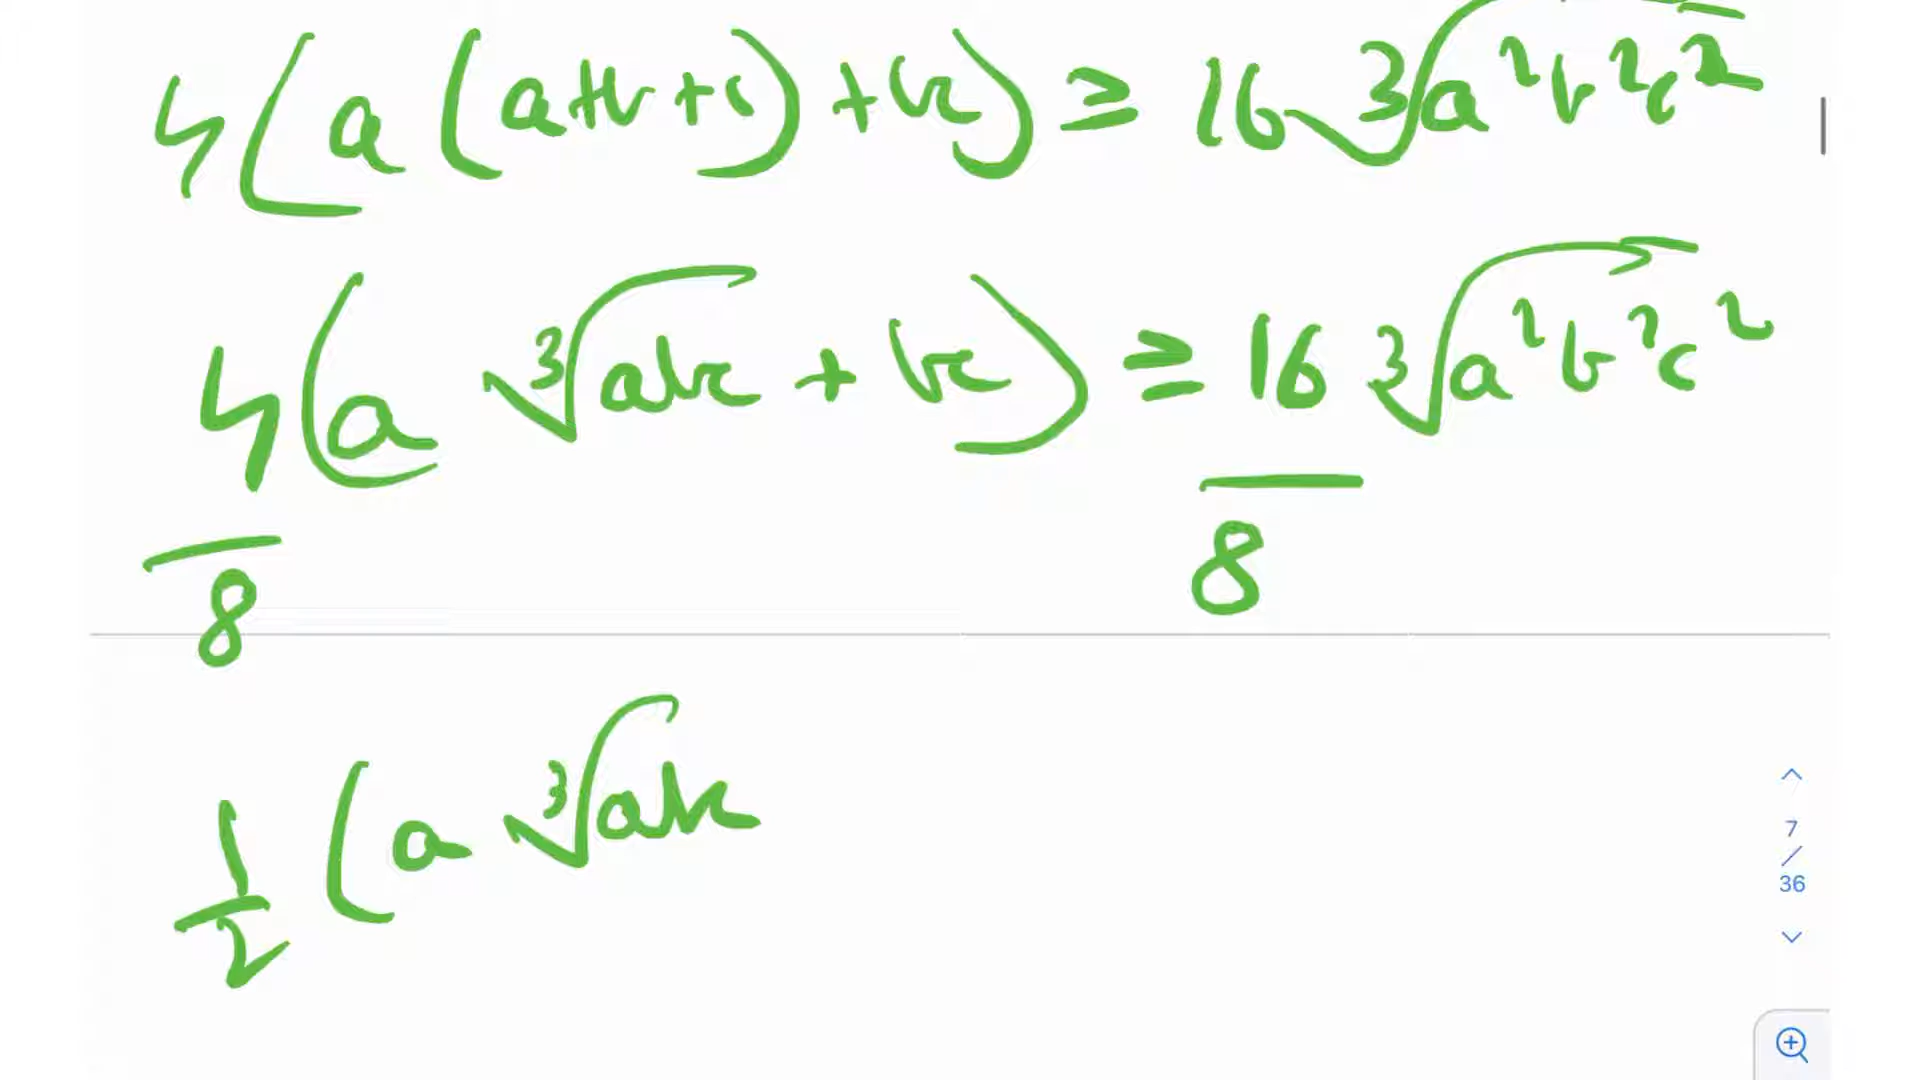 4(a(a+b+c)+bc) ≥ 16 ∛(a²b²c²)
4(a ∛(abc) + bc) ≥ 16 ∛(a²b²c²)
8 8
1/2 (a ∛(abc
7
/
36